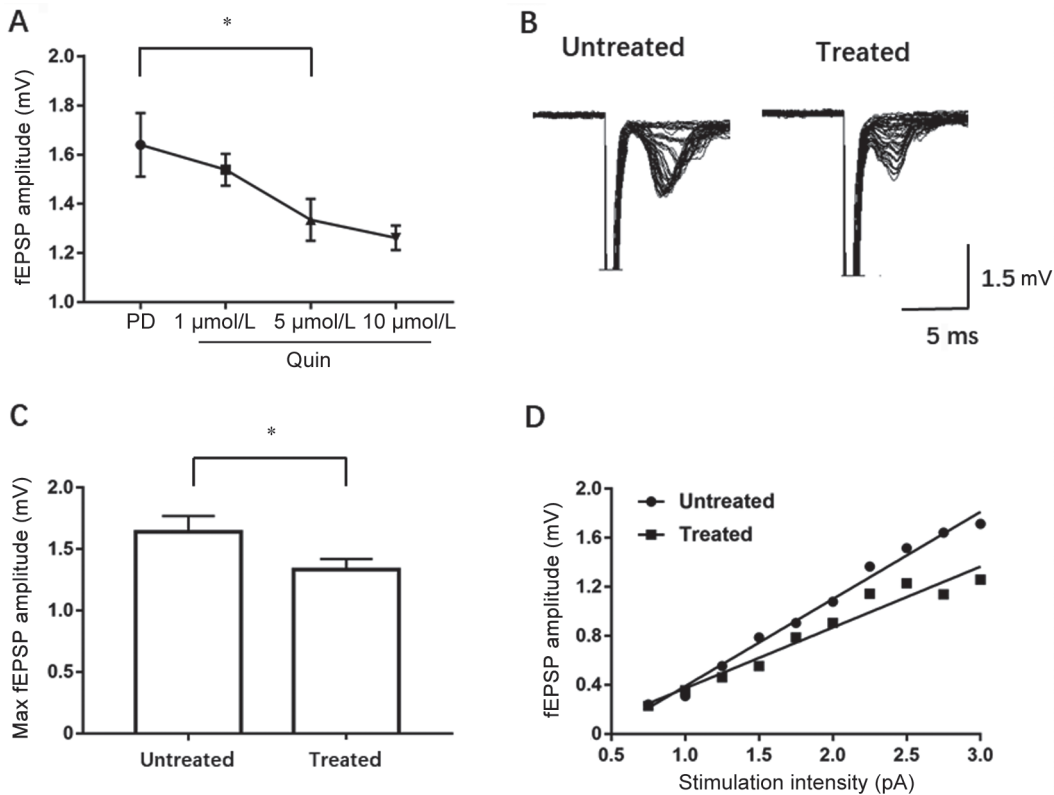 A
*
2.0
1.8
1.6
1.4
1.2
1.0
fEPSP amplitude (mV)
PD 1 μmol/L 5 μmol/L 10 μmol/L
Quin
B
Untreated Treated
1.5 mV
5 ms
C
*
2.0
1.5
1.0
0.5
0
Max fEPSP amplitude (mV)
Untreated Treated
D
2.0
1.6
1.2
0.8
0.4
0
fEPSP amplitude (mV)
Untreated
Treated
0.5 1.0 1.5 2.0 2.5 3.0
Stimulation intensity (pA)